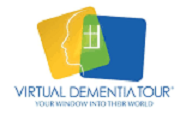 VIRTUAL DEMENTIA TOUR®
YOUR WINDOW INTO THEIR WORLD